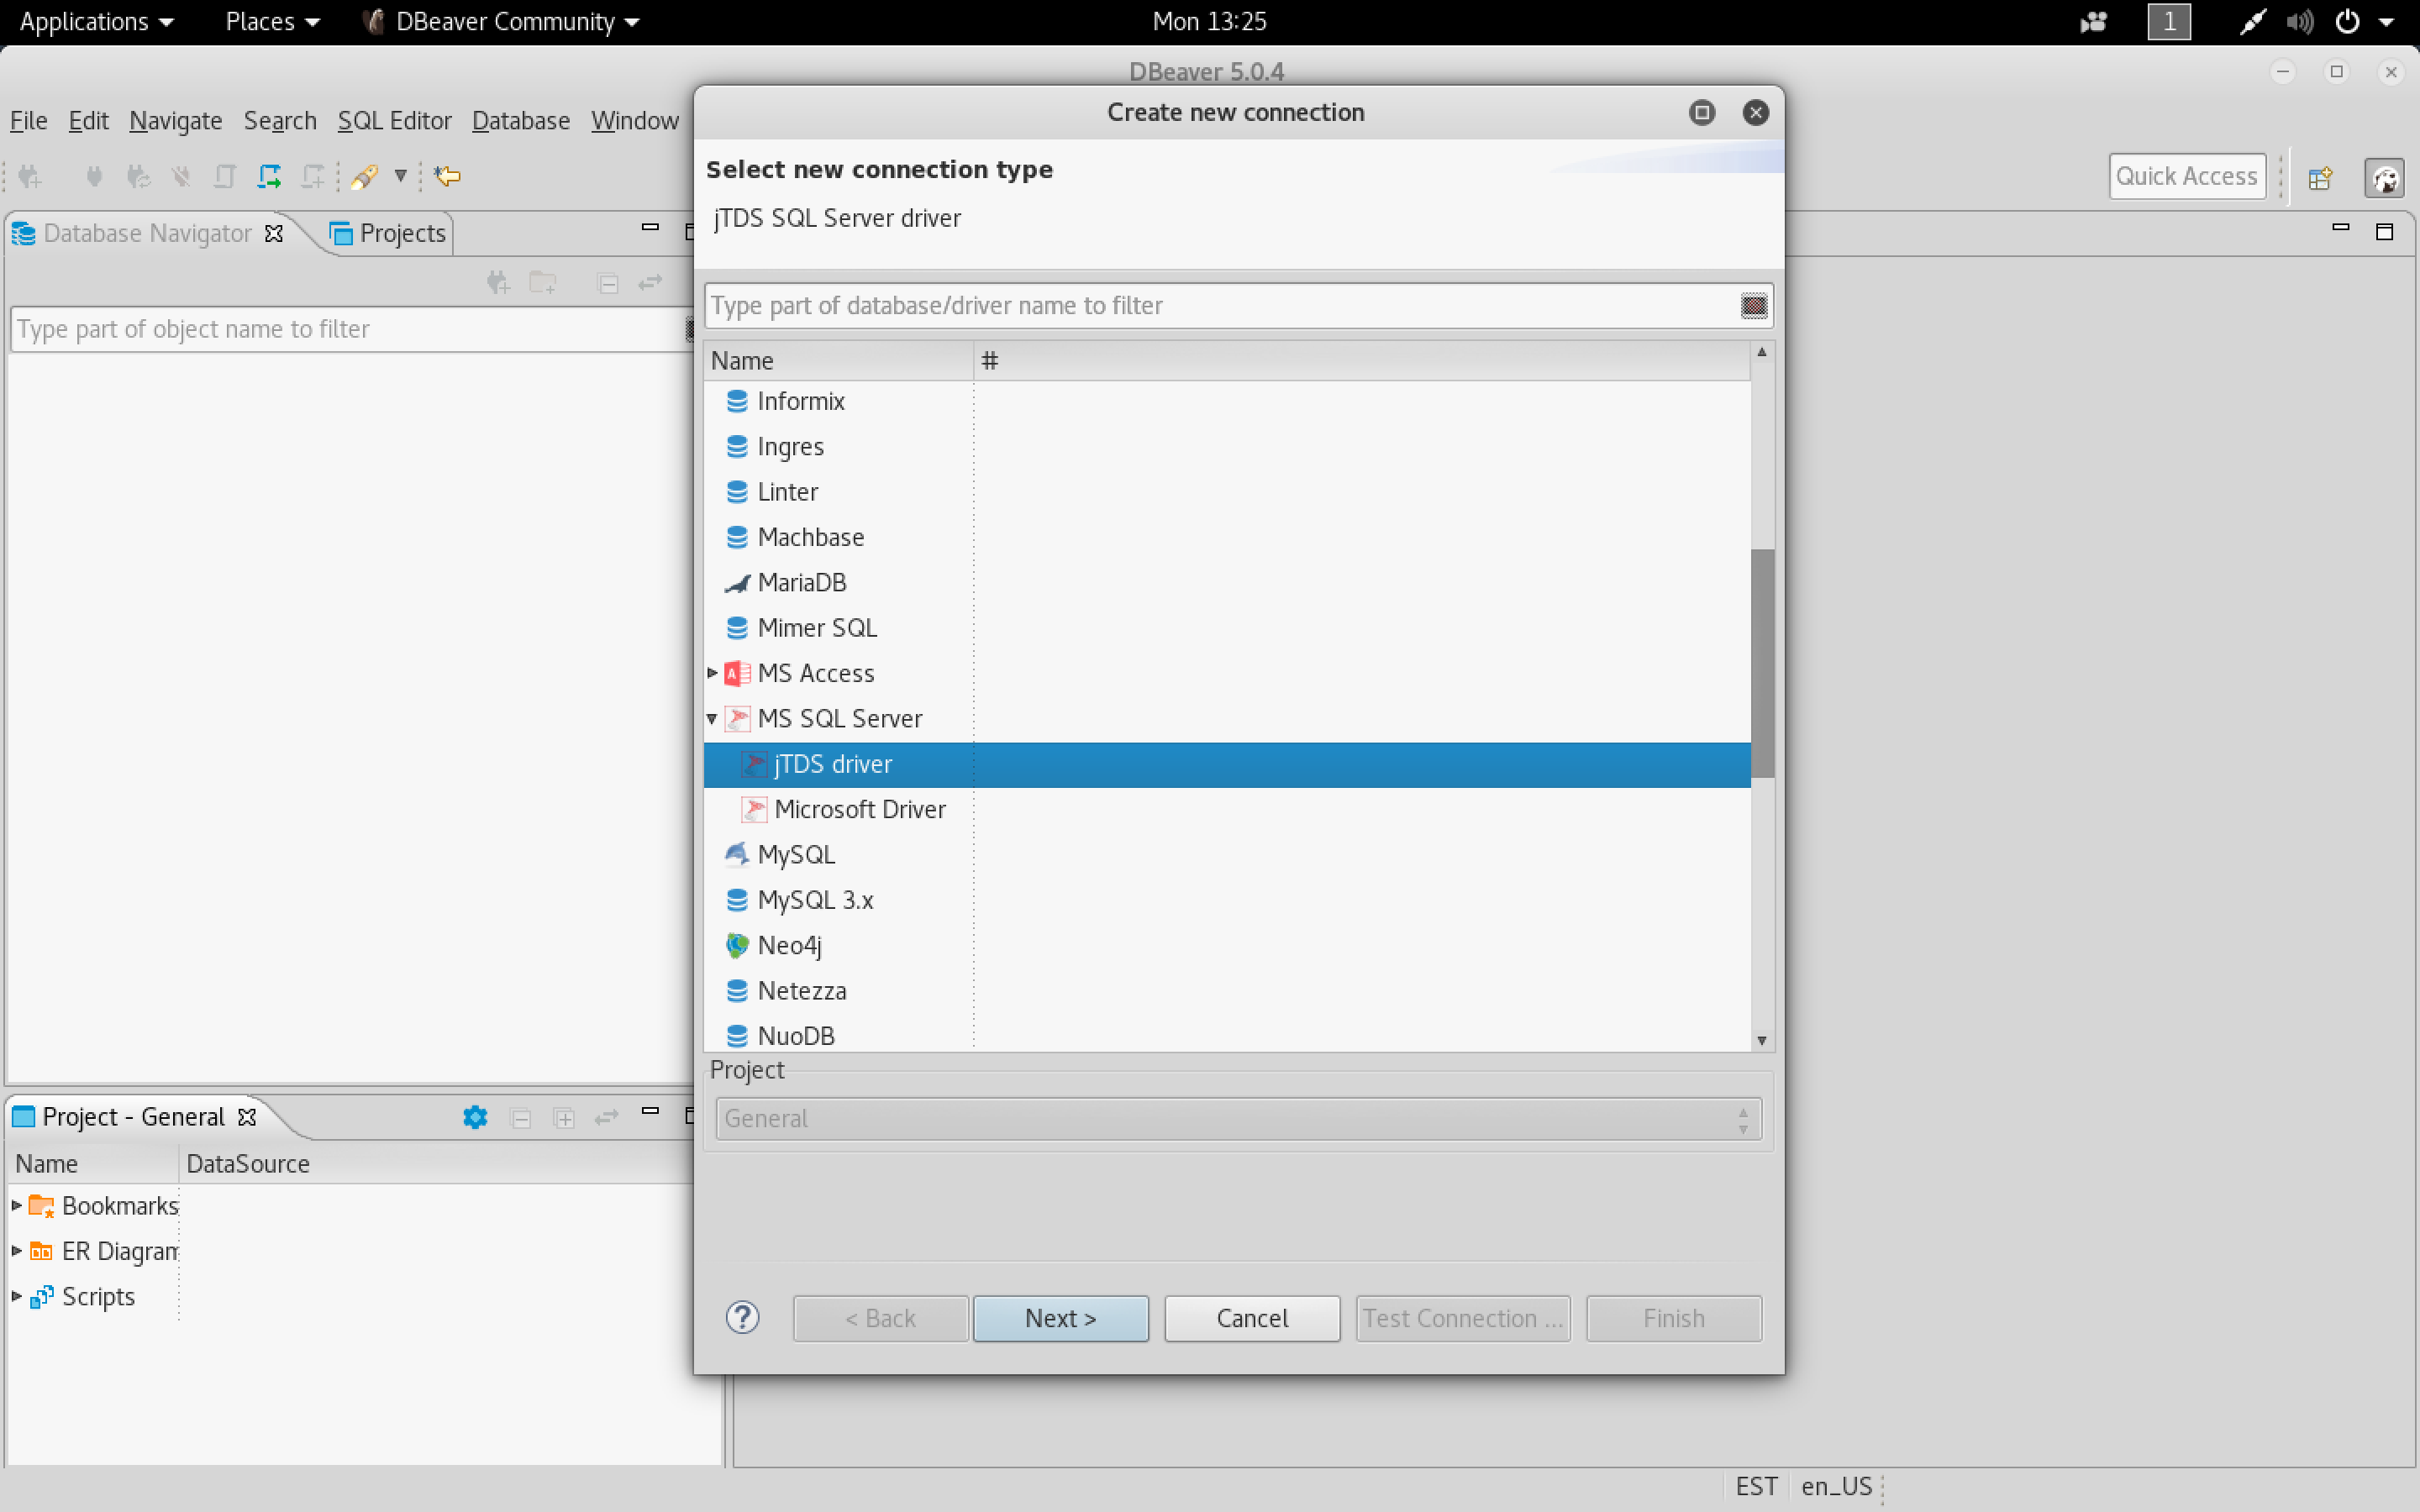 Applications Places DBeaver Community Mon 13:25 1
DBeaver 5.0.4
File Edit Navigate Search SQL Editor Database Window
Quick Access
Database Navigator Projects
Type part of object name to filter
Create new connection
Select new connection type
jTDS SQL Server driver
Type part of database/driver name to filter
Name #
Informix
Ingres
Linter
Machbase
MariaDB
Mimer SQL
MS Access
MS SQL Server
jTDS driver
Microsoft Driver
MySQL
MySQL 3.x
Neo4j
Netezza
NuoDB
Project
General
? < Back Next > Cancel Test Connection ... Finish
Project - General
Name DataSource
Bookmarks
ER Diagram
Scripts
EST en_US